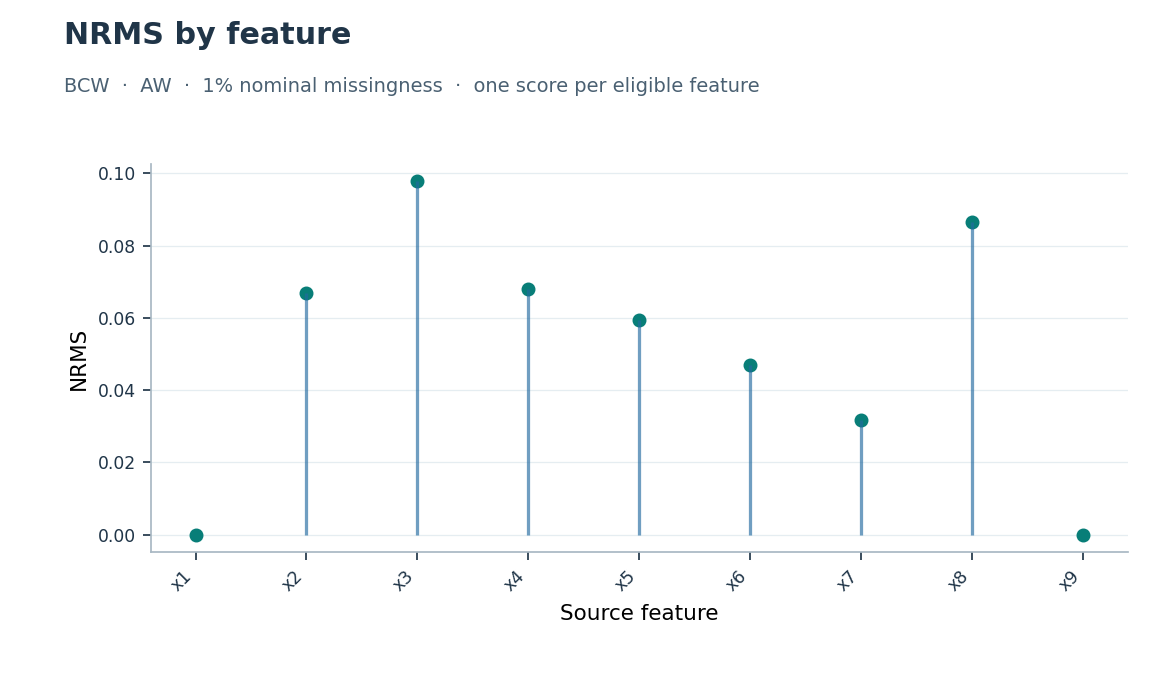 NRMS by feature
BCW · AW · 1% nominal missingness · one score per eligible feature
NRMS
0.10
0.08
0.06
0.04
0.02
0.00
x1 x2 x3 x4 x5 x6 x7 x8 x9
Source feature